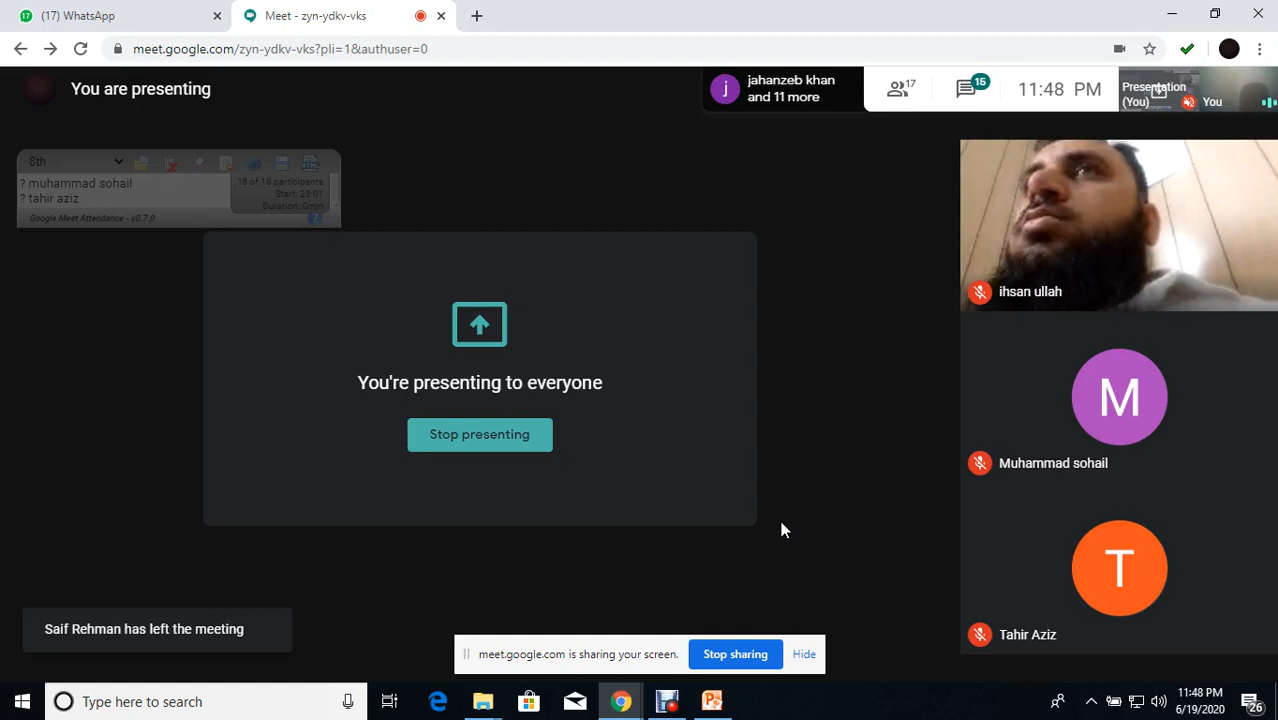 (17) WhatsApp
Meet - zyn-ydkv-vks
meet.google.com/zyn-ydkv-vks?pli=1&authuser=0
You are presenting
j
jahanzeb khan
and 11 more
17
15
11:48 PM
Presentation
(You)
You
8th
? muhammad sohail
? tahir aziz
18 of 18 participants
Start: 23:01
Duration: 0min
Google Meet Attendance - v0.7.0
?
ihsan ullah
You're presenting to everyone
Stop presenting
M
Muhammad sohail
T
Tahir Aziz
Saif Rehman has left the meeting
meet.google.com is sharing your screen.
Stop sharing
Hide
Type here to search
11:48 PM
6/19/2020
26